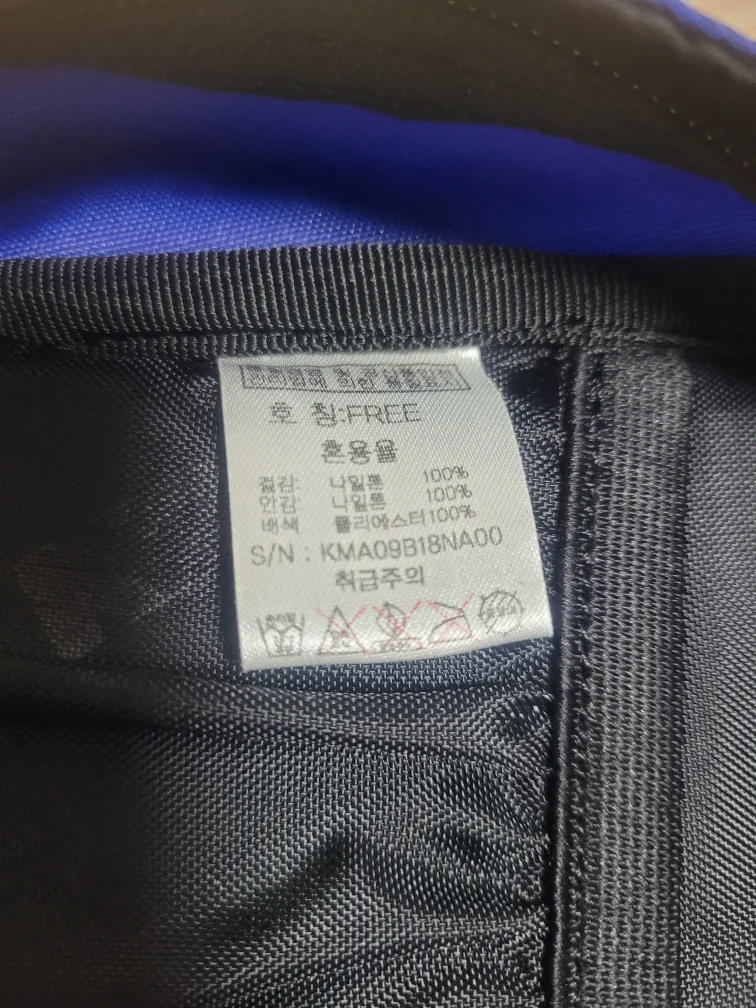 호 칭:FREE
혼용율
겉감: 나일론 100%
안감: 나일론 100%
배색 폴리에스터100%
S/N : KMA09B18NA00
취급주의